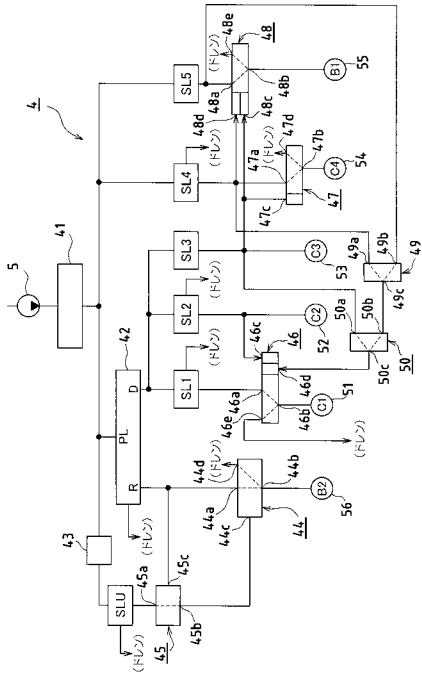 4
5
41
42
PL
R
D
(ドレン)
43
SLU
(ドレン)
45a
45c
45b
45
SL1
(ドレン)
SL2
(ドレン)
SL3
SL4
(ドレン)
SL5
44d
(ドレン)
44a
44c
44b
44
B2
56
46
46c
46a
46d
46e
46b
C1
51
(ドレン)
C2
52
C3
53
47a
47d
(ドレン)
47c
47b
47
C4
54
48
48e
(ドレン)
48a
48d
48b
48c
B1
55
49a
49b
49
49c
50a
50b
50
50c